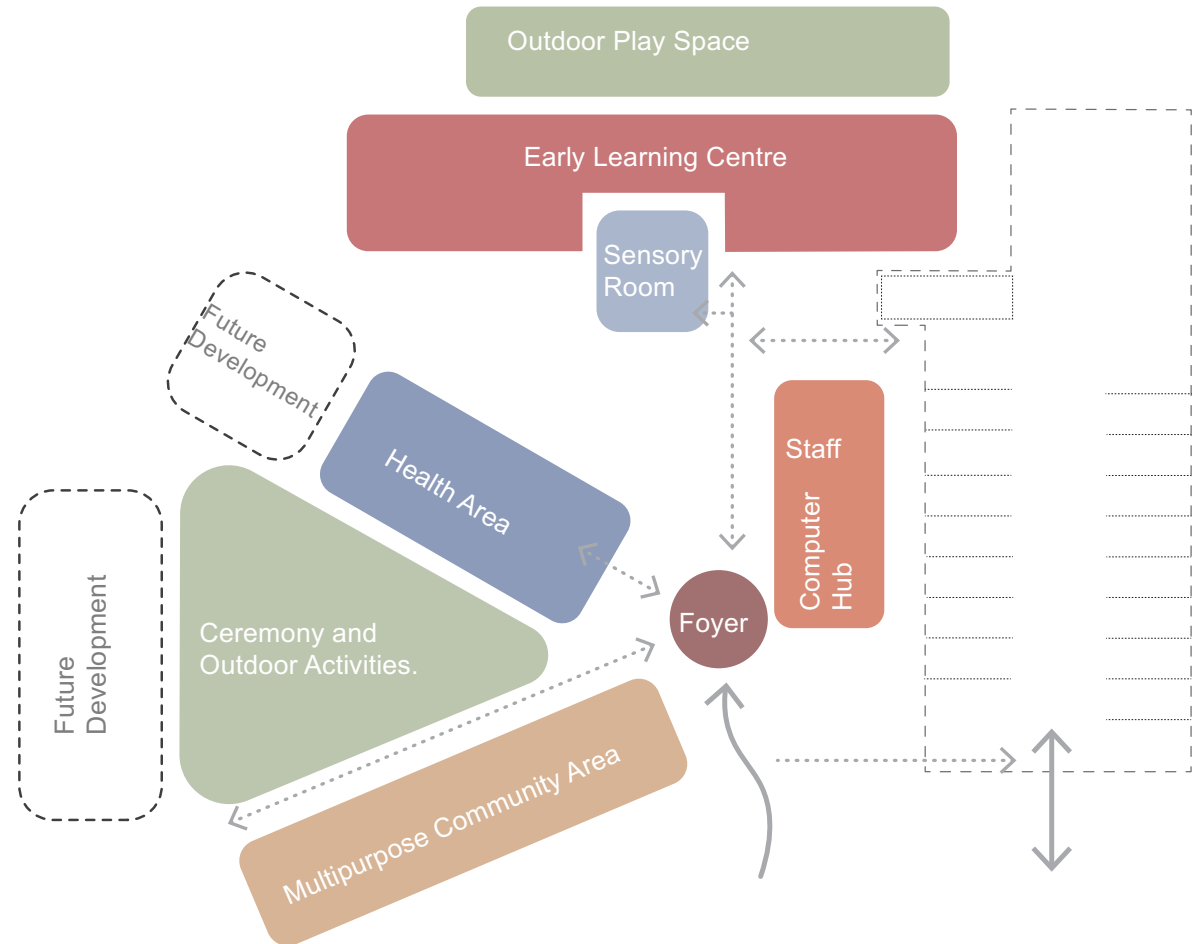 Outdoor Play Space
Early Learning Centre
Sensory
Room
Future
Development
Health Area
Staff
Computer
Hub
Foyer
Ceremony and
Outdoor Activities.
Future
Development
Multipurpose Community Area